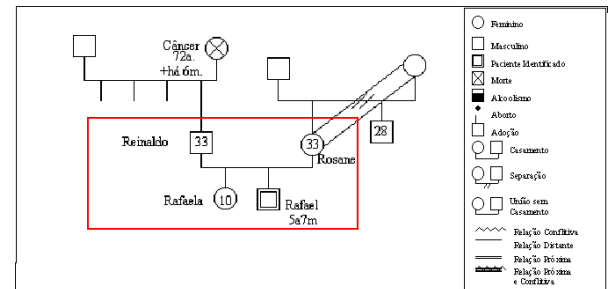 Câncer
72a.
+há 6m.
Reinaldo
33
33
Rosane
28
Rafaela
10
Rafael
5a7m
Feminino
Masculino
Paciente Identificado
Morte
Alcoolismo
Aborto
Adoção
Casamento
Separação
União sem
Casamento
Relação Conflitiva
Relação Distante
Relação Próxima
Relação Próxima
e Conflitiva